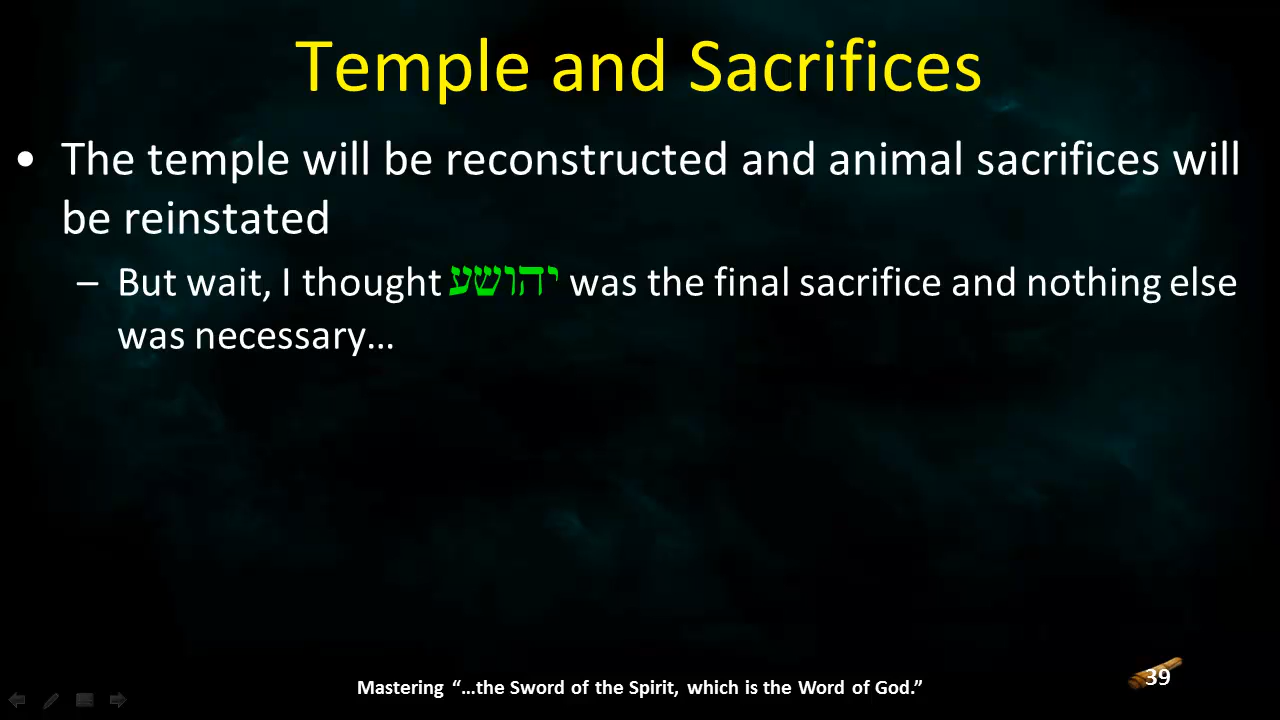 Temple and Sacrifices
• The temple will be reconstructed and animal sacrifices will
be reinstated
– But wait, I thought יהושע was the final sacrifice and nothing else
was necessary…
Mastering “…the Sword of the Spirit, which is the Word of God.”
39